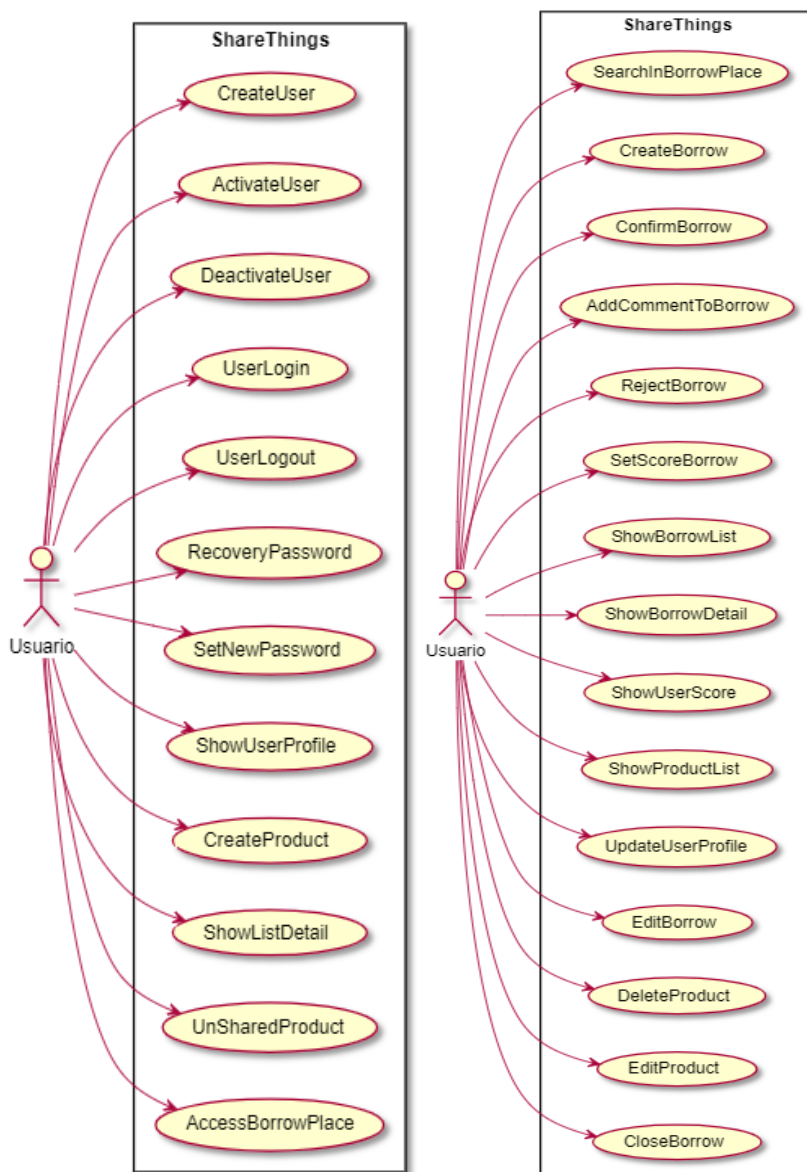 ShareThings
CreateUser
ActivateUser
DeactivateUser
UserLogin
UserLogout
RecoveryPassword
SetNewPassword
ShowUserProfile
CreateProduct
ShowListDetail
UnSharedProduct
AccessBorrowPlace
Usuario
ShareThings
SearchInBorrowPlace
CreateBorrow
ConfirmBorrow
AddCommentToBorrow
RejectBorrow
SetScoreBorrow
ShowBorrowList
ShowBorrowDetail
ShowUserScore
ShowProductList
UpdateUserProfile
EditBorrow
DeleteProduct
EditProduct
CloseBorrow
Usuario